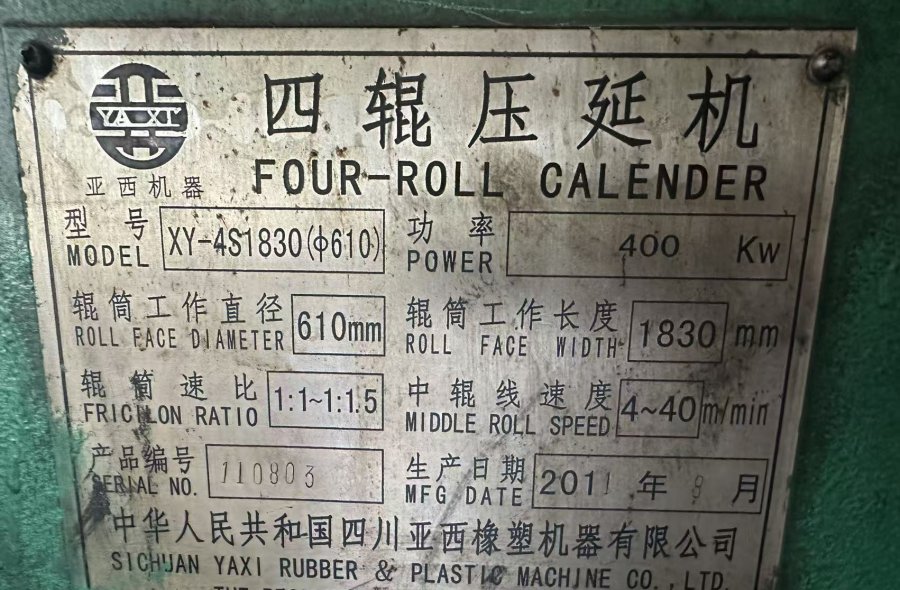 YA XI
亚西机器
四辊压延机
FOUR-ROLL CALENDER
型号 XY-4S1830(φ610) 功率 400 Kw
MODEL POWER
辊筒工作直径 610mm 辊筒工作长度 1830 mm
ROLL FACE DIAMETER ROLL FACE WIDTH
辊筒速比 1:1~1:1.5 中辊线速度 4~40 m/min
FRICTLON RATIO MIDDLE ROLL SPEED
产品编号 110803 生产日期 2011 年 9 月
SERIAL NO. MFG DATE
中华人民共和国四川亚西橡塑机器有限公司
SICHUAN YAXI RUBBER & PLASTIC MACHINE CO.,LTD.